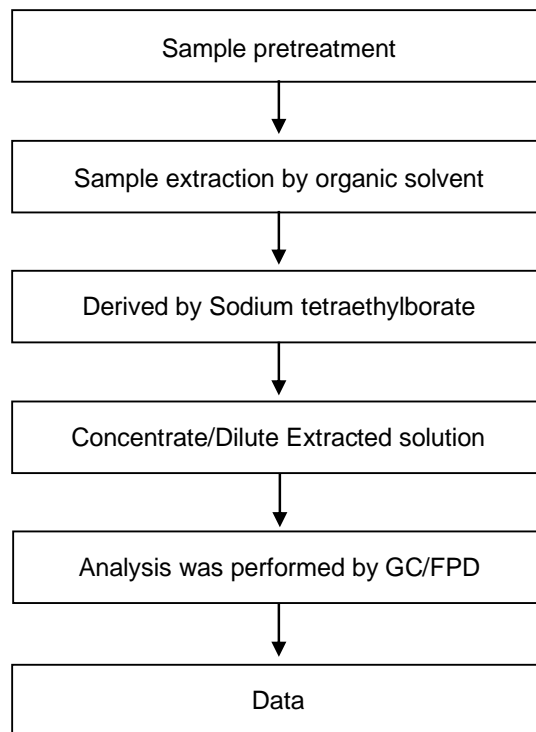 Sample pretreatment
Sample extraction by organic solvent
Derived by Sodium tetraethylborate
Concentrate/Dilute Extracted solution
Analysis was performed by GC/FPD
Data